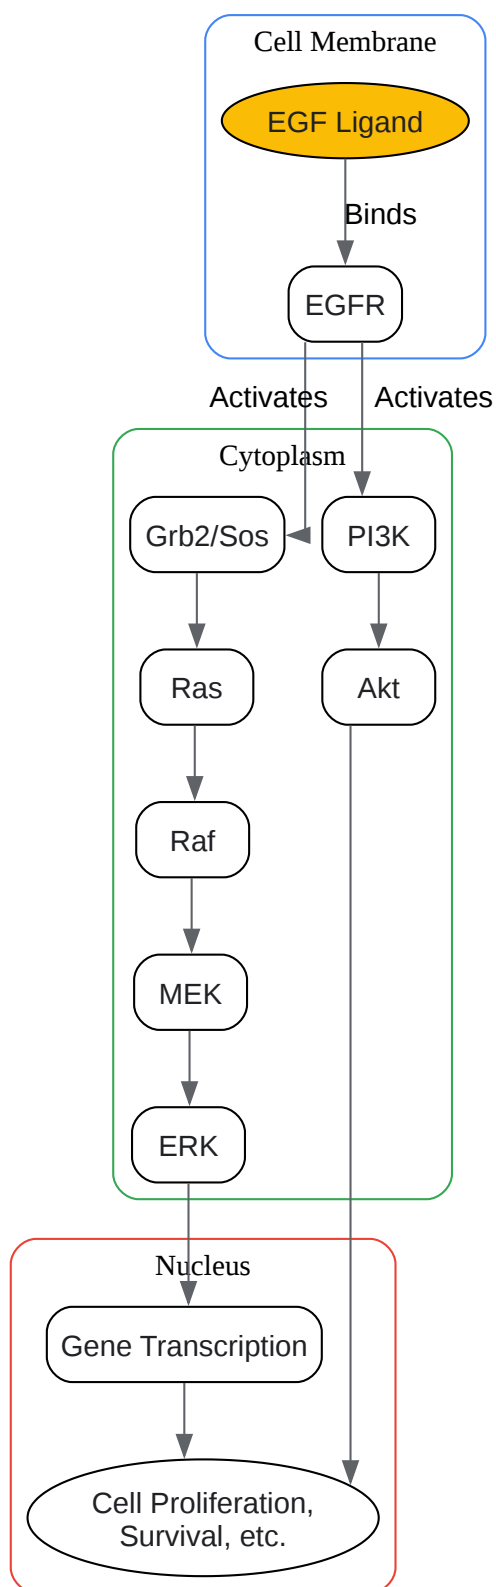 Cell Membrane
EGF Ligand
Binds
EGFR
Activates
Activates
Cytoplasm
Grb2/Sos
PI3K
Ras
Akt
Raf
MEK
ERK
Nucleus
Gene Transcription
Cell Proliferation,
Survival, etc.